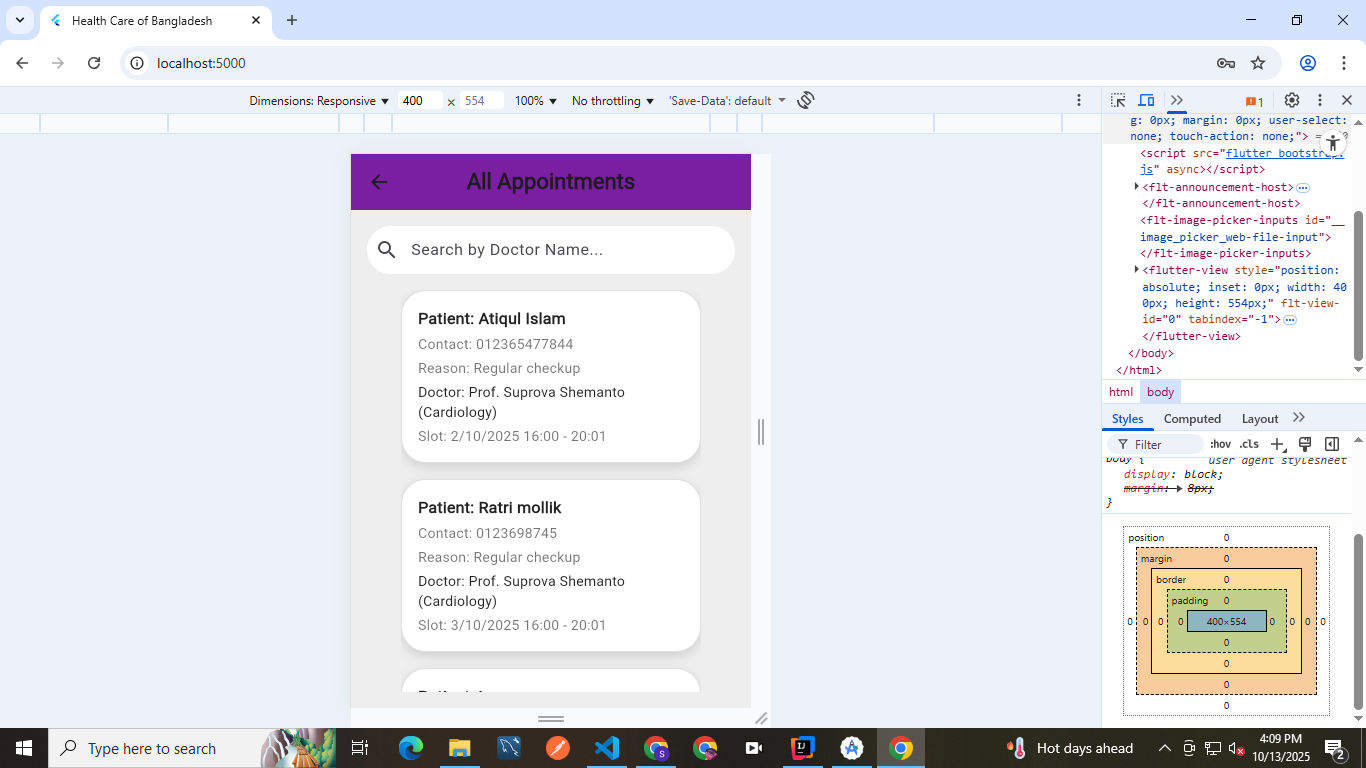 Health Care of Bangladesh
localhost:5000
Dimensions: Responsive 400 × 554 100% No throttling 'Save-Data': default
1
g: 0px; margin: 0px; user-select:
none; touch-action: none;">
<script src="flutter_bootstrap.
js" async></script>
<flt-announcement-host>
</flt-announcement-host>
<flt-image-picker-inputs id="__
image_picker_web-file-input">
</flt-image-picker-inputs>
<flutter-view style="position:
absolute; inset: 0px; width: 40
0px; height: 554px;" flt-view-
id="0" tabindex="-1">
</flutter-view>
</body>
</html>
html body
Styles Computed Layout
Filter :hov .cls
body { user agent stylesheet
display: block;
margin: 8px;
}
position 0
margin 0
border 0
padding 0
0 0 0 0 400×554 0 0 0 0
0
0
0
0
All Appointments
Search by Doctor Name...
Patient: Atiqul Islam
Contact: 012365477844
Reason: Regular checkup
Doctor: Prof. Suprova Shemanto
(Cardiology)
Slot: 2/10/2025 16:00 - 20:01
Patient: Ratri mollik
Contact: 0123698745
Reason: Regular checkup
Doctor: Prof. Suprova Shemanto
(Cardiology)
Slot: 3/10/2025 16:00 - 20:01
Type here to search
Hot days ahead
4:09 PM
10/13/2025
2